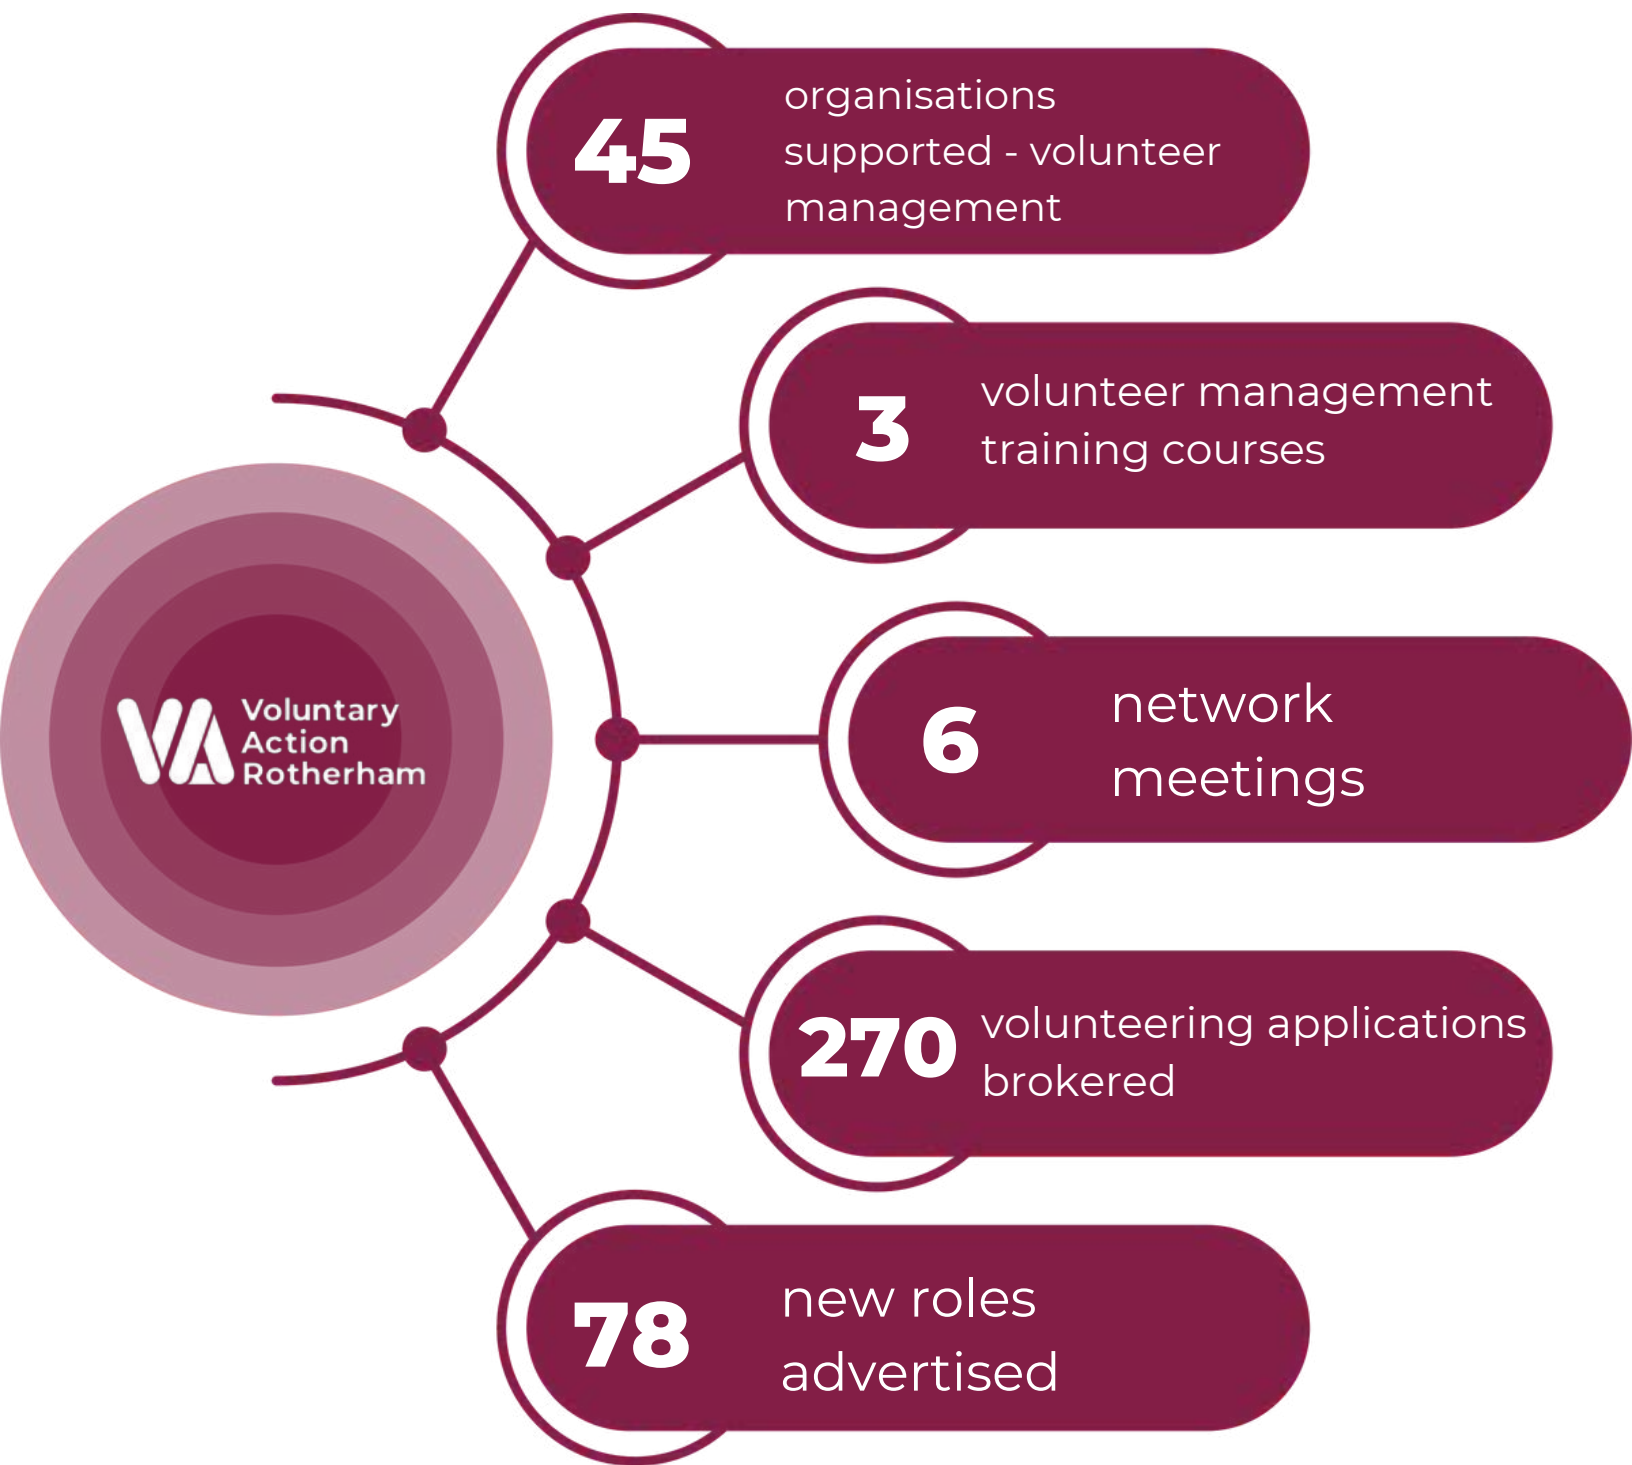 45
organisations
supported - volunteer
management
3
volunteer management
training courses
Voluntary
Action
Rotherham
6
network
meetings
270
volunteering applications
brokered
78
new roles
advertised